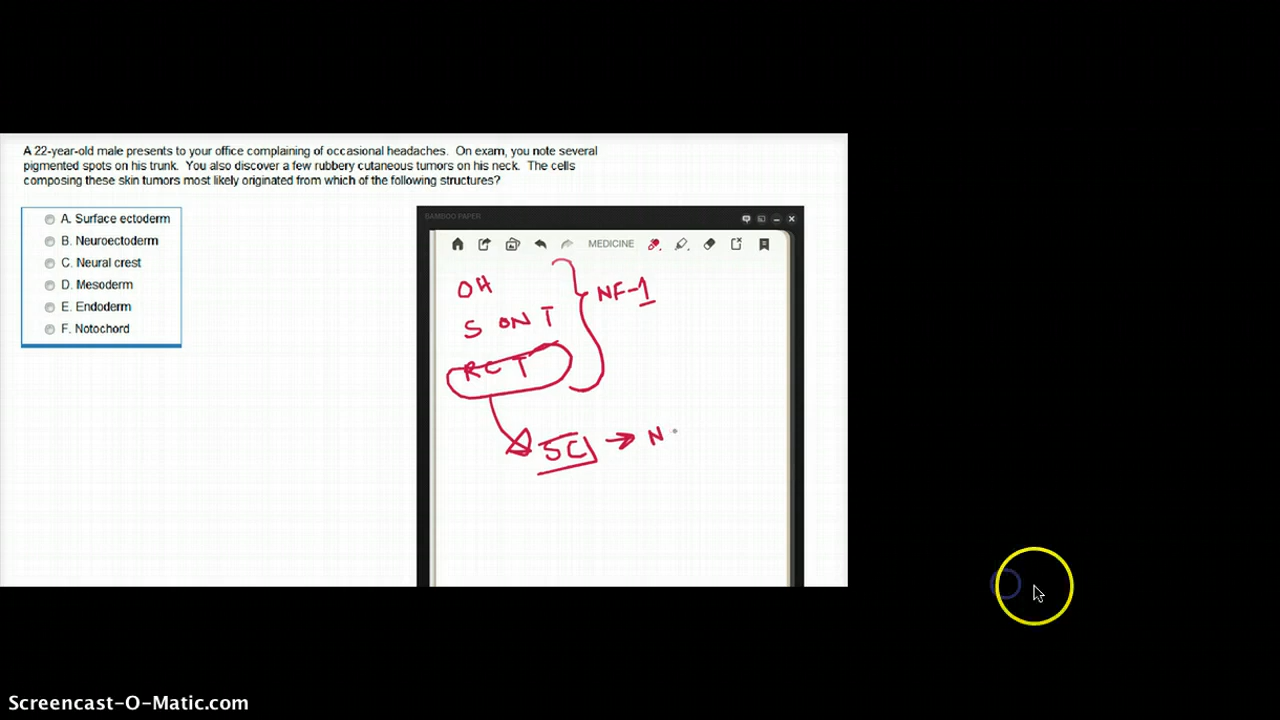 A 22-year-old male presents to your office complaining of occasional headaches. On exam, you note several
pigmented spots on his trunk. You also discover a few rubbery cutaneous tumors on his neck. The cells
composing these skin tumors most likely originated from which of the following structures?
A. Surface ectoderm
B. Neuroectoderm
C. Neural crest
D. Mesoderm
E. Endoderm
F. Notochord
BAMBOO PAPER
MEDICINE
OH
S ON T
RCT
NF-1
SC → N
Screencast-O-Matic.com